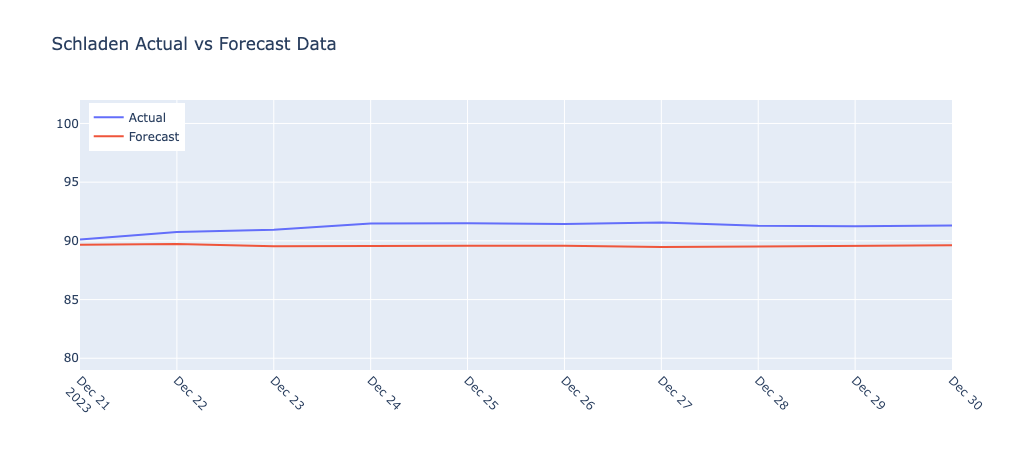 Schladen Actual vs Forecast Data
Actual
Forecast
100
95
90
85
80
Dec 21
2023
Dec 22
Dec 23
Dec 24
Dec 25
Dec 26
Dec 27
Dec 28
Dec 29
Dec 30